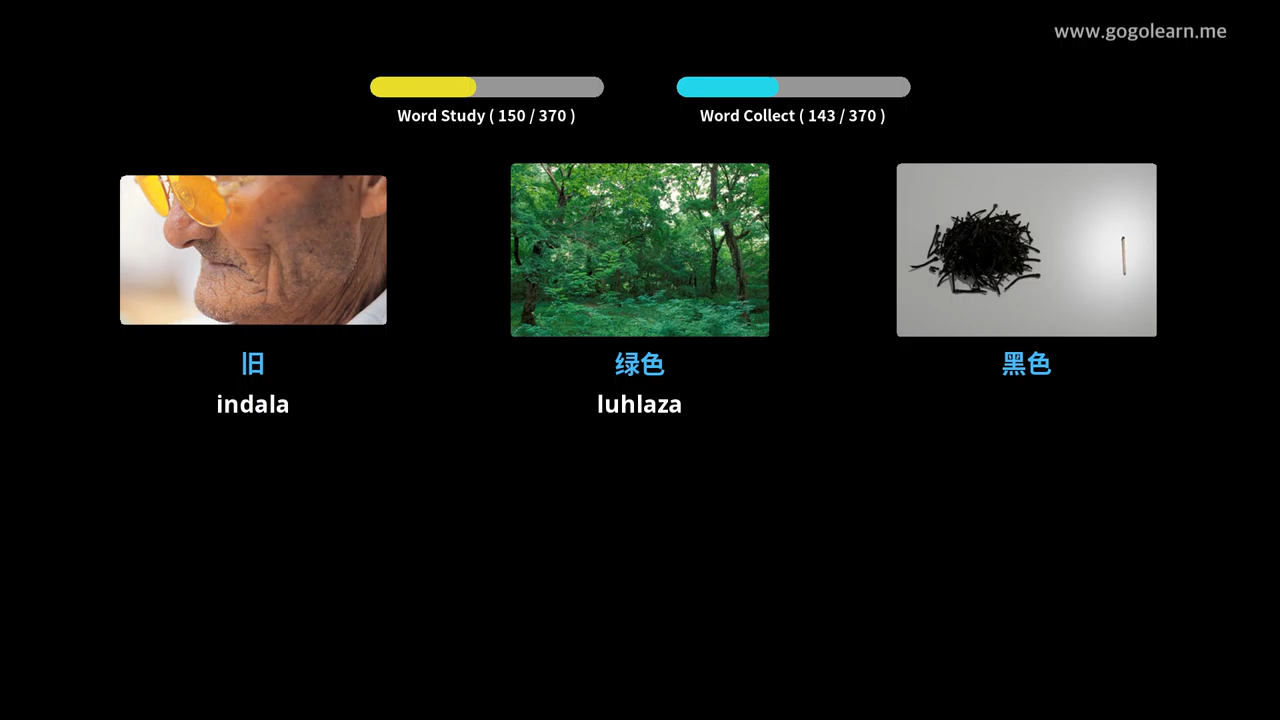 www.gogolearn.me
Word Study ( 150 / 370 )
Word Collect ( 143 / 370 )
旧
绿色
黑色
indala
luhlaza